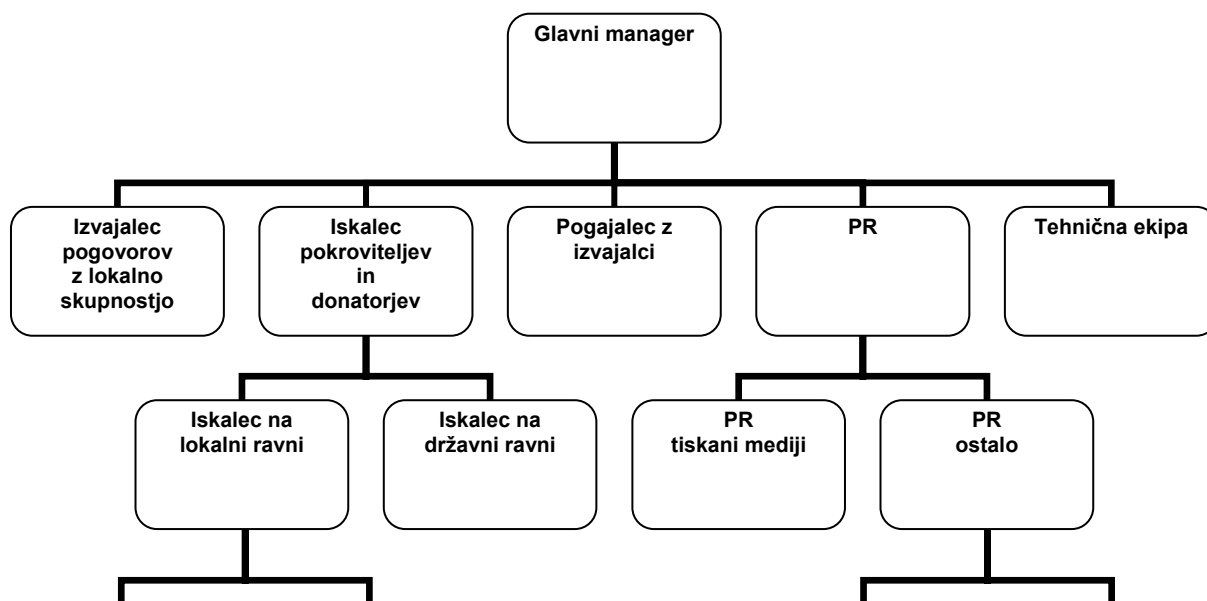 Glavni manager
Izvajalec
pogovorov
z lokalno
skupnostjo
Iskalec
pokroviteljev
in
donatorjev
Pogajalec z
izvajalci
PR
Tehnična ekipa
Iskalec na
lokalni ravni
Iskalec na
državni ravni
PR
tiskani mediji
PR
ostalo